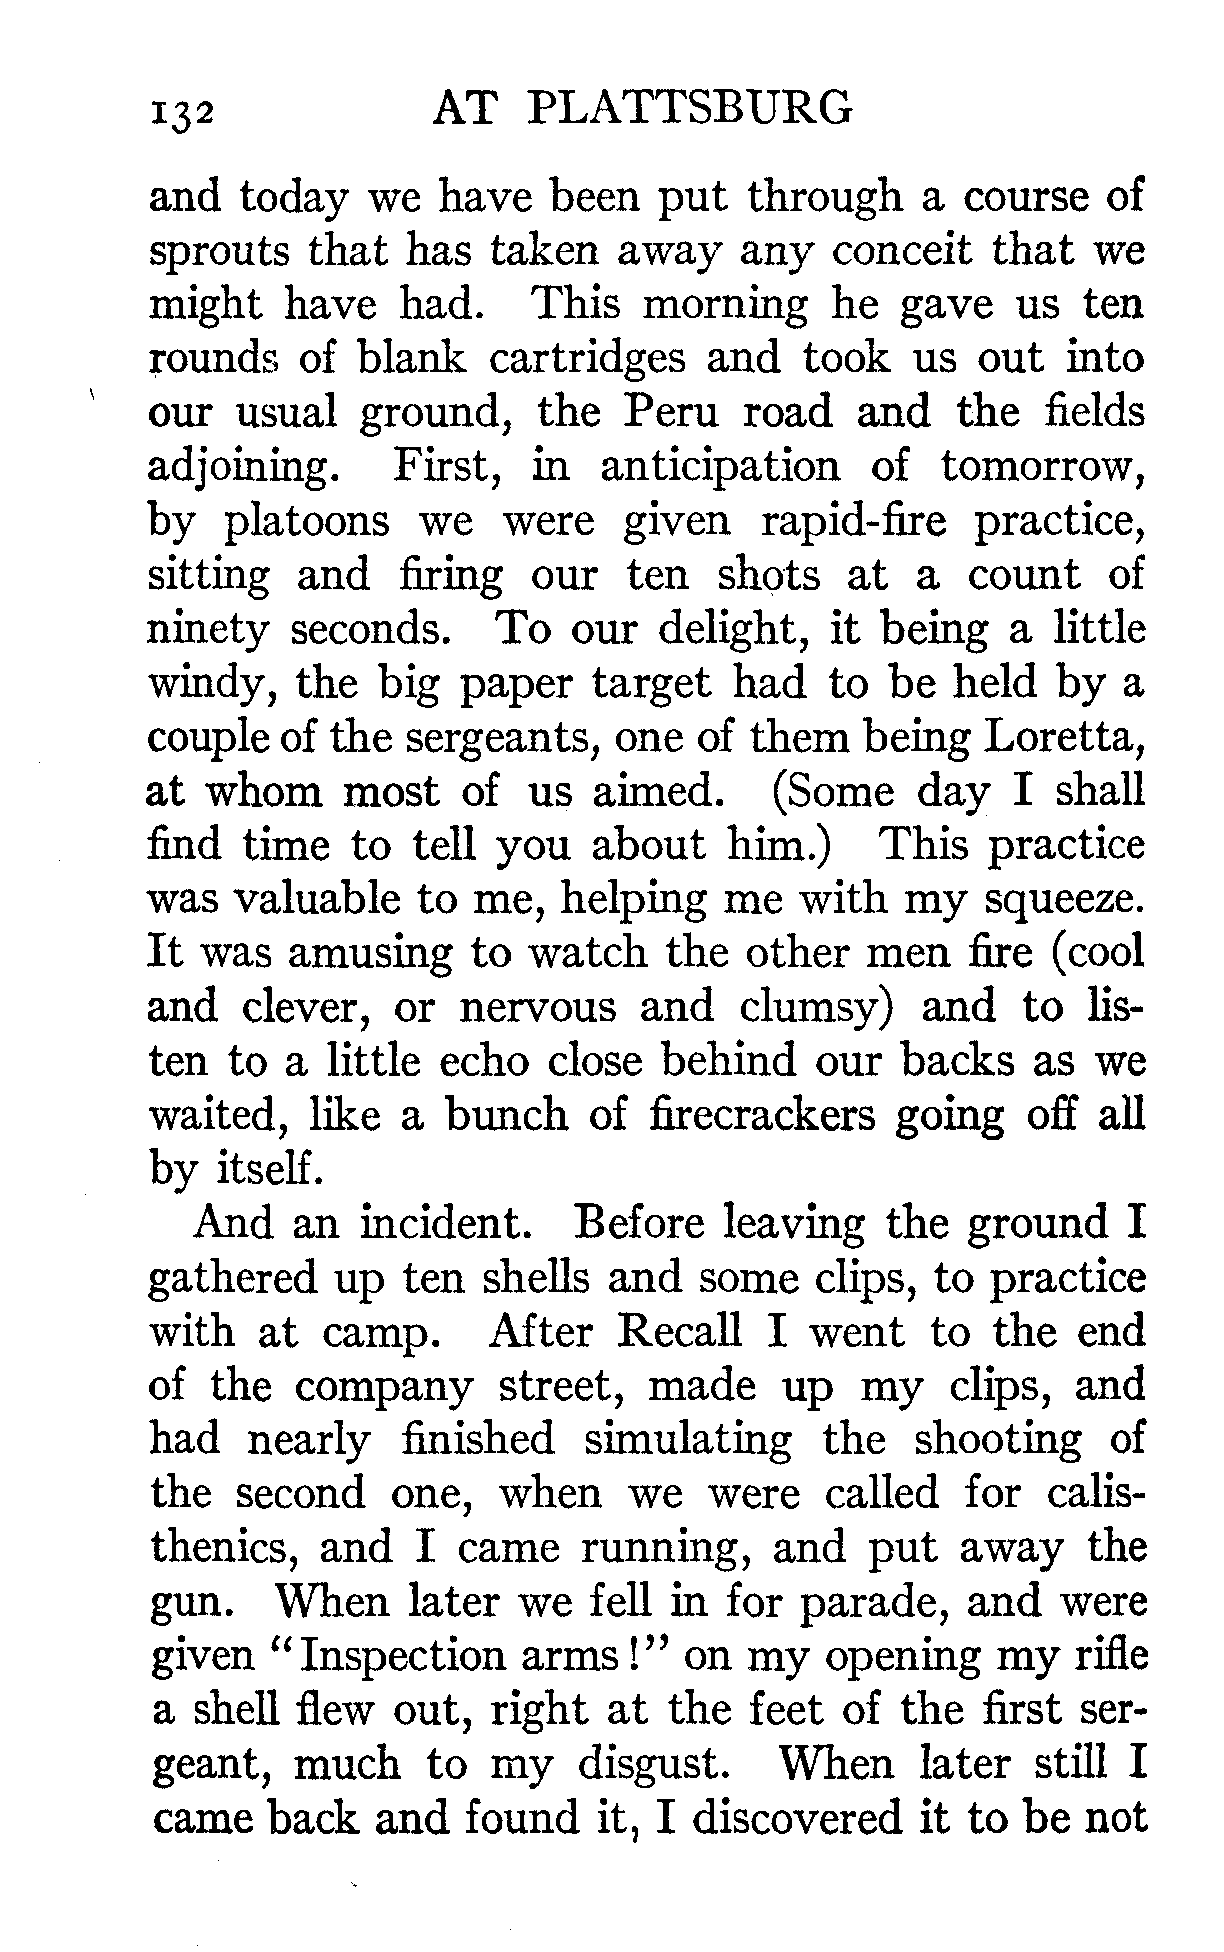 132 AT PLATTSBURG
and today we have been put through a course of
sprouts that has taken away any conceit that we
might have had. This morning he gave us ten
rounds of blank cartridges and took us out into
our usual ground, the Peru road and the fields
adjoining. First, in anticipation of tomorrow,
by platoons we were given rapid-fire practice,
sitting and firing our ten shots at a count of
ninety seconds. To our delight, it being a little
windy, the big paper target had to be held by a
couple of the sergeants, one of them being Loretta,
at whom most of us aimed. (Some day I shall
find time to tell you about him.) This practice
was valuable to me, helping me with my squeeze.
It was amusing to watch the other men fire (cool
and clever, or nervous and clumsy) and to lis-
ten to a little echo close behind our backs as we
waited, like a bunch of firecrackers going off all
by itself.
And an incident. Before leaving the ground I
gathered up ten shells and some clips, to practice
with at camp. After Recall I went to the end
of the company street, made up my clips, and
had nearly finished simulating the shooting of
the second one, when we were called for calis-
thenics, and I came running, and put away the
gun. When later we fell in for parade, and were
given "Inspection arms!" on my opening my rifle
a shell flew out, right at the feet of the first ser-
geant, much to my disgust. When later still I
came back and found it, I discovered it to be not